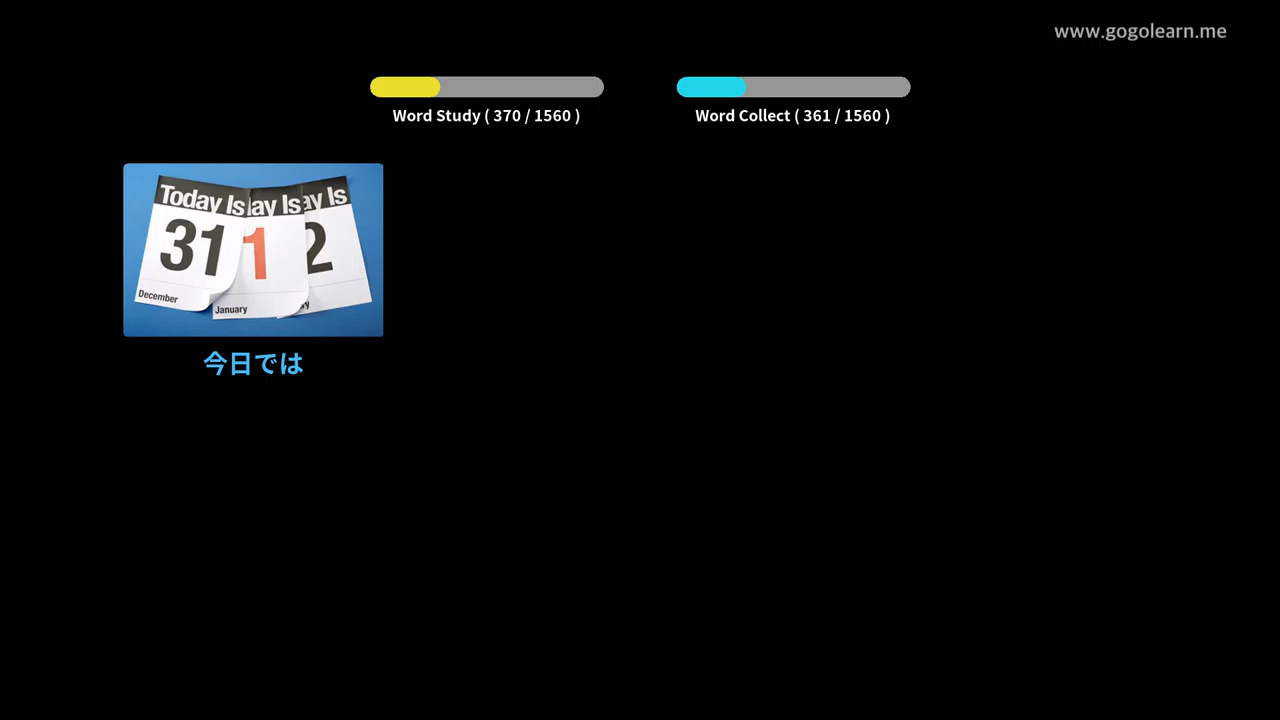 www.gogolearn.me
Word Study ( 370 / 1560 )
Word Collect ( 361 / 1560 )
Today Is
ay Is
ay Is
31
1
2
December
January
今日では